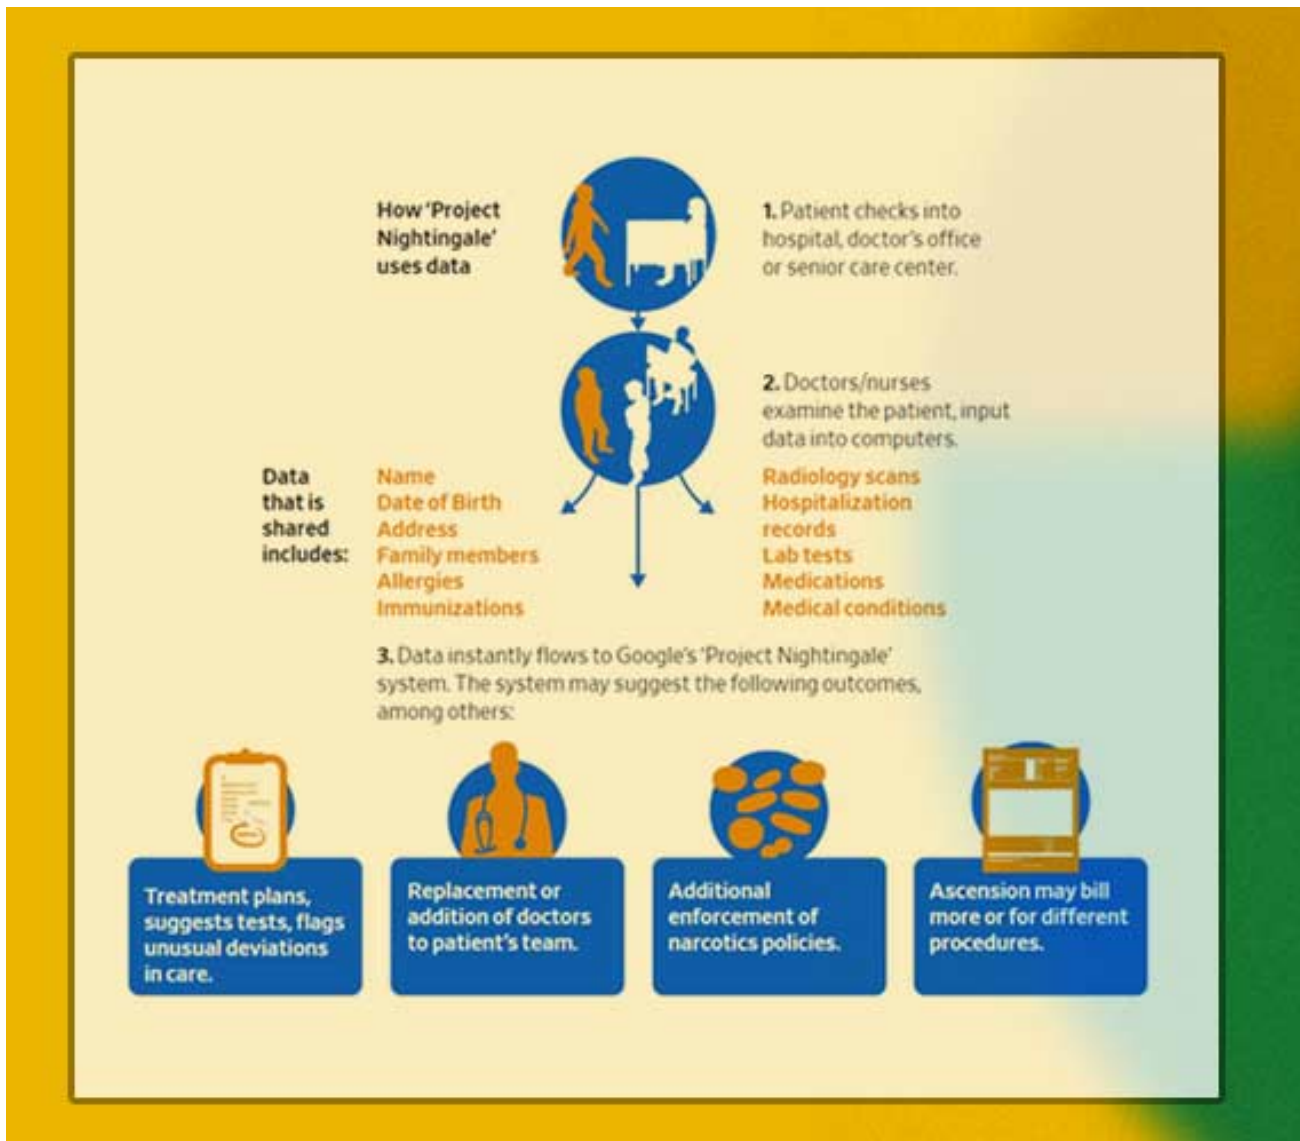 How 'Project
Nightingale'
uses data
1. Patient checks into
hospital, doctor's office
or senior care center.
2. Doctors/nurses
examine the patient, input
data into computers.
Data
that is
shared
includes:
Name
Date of Birth
Address
Family members
Allergies
Immunizations
Radiology scans
Hospitalization
records
Lab tests
Medications
Medical conditions
3. Data instantly flows to Google's 'Project Nightingale'
system. The system may suggest the following outcomes,
among others:
Treatment plans,
suggests tests, flags
unusual deviations
in care.
Replacement or
addition of doctors
to patient's team.
Additional
enforcement of
narcotics policies.
Ascension may bill
more or for different
procedures.